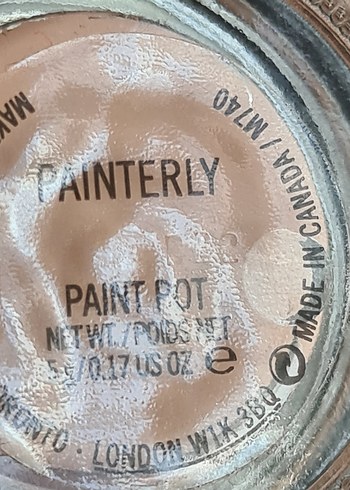 PAINTERLY
PAINT POT
NET WT./POIDS NET
5 g/0.17 US OZ e
MADE IN CANADA / M740
LONDON W1K 3BQ